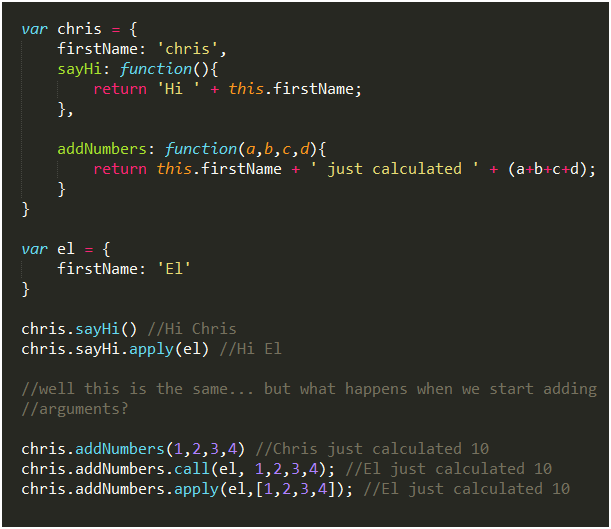 var chris = {
    firstName: 'chris',
    sayHi: function(){
        return 'Hi ' + this.firstName;
    },

    addNumbers: function(a,b,c,d){
        return this.firstName + ' just calculated ' + (a+b+c+d);
    }
}

var el = {
    firstName: 'El'
}

chris.sayHi() //Hi Chris
chris.sayHi.apply(el) //Hi El

//well this is the same... but what happens when we start adding
//arguments?

chris.addNumbers(1,2,3,4) //Chris just calculated 10
chris.addNumbers.call(el, 1,2,3,4); //El just calculated 10
chris.addNumbers.apply(el,[1,2,3,4]); //El just calculated 10